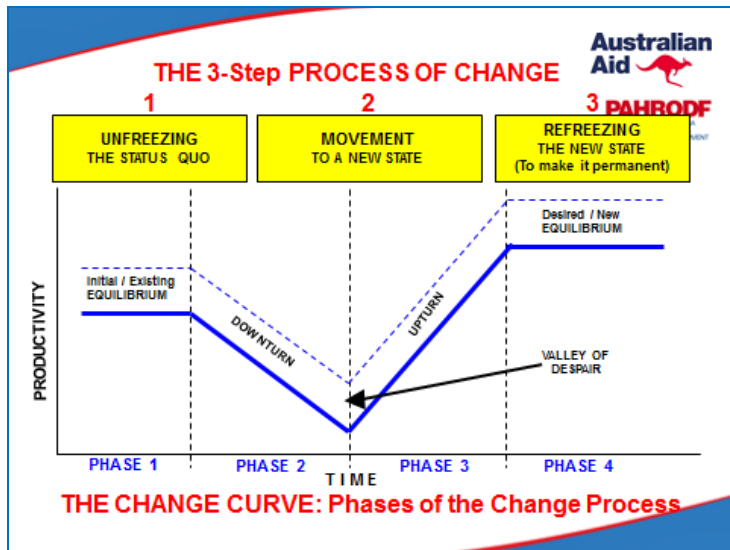 THE 3-Step PROCESS OF CHANGE
Australian
Aid
1
2
3
PAHRODF
UNFREEZING
THE STATUS QUO
MOVEMENT
TO A NEW STATE
REFREEZING
THE NEW STATE
(To make it permanent)
PRODUCTIVITY
Initial / Existing
EQUILIBRIUM
DOWNTURN
UPTURN
Desired / New
EQUILIBRIUM
VALLEY OF
DESPAIR
PHASE 1
PHASE 2
PHASE 3
PHASE 4
TIME
THE CHANGE CURVE: Phases of the Change Process